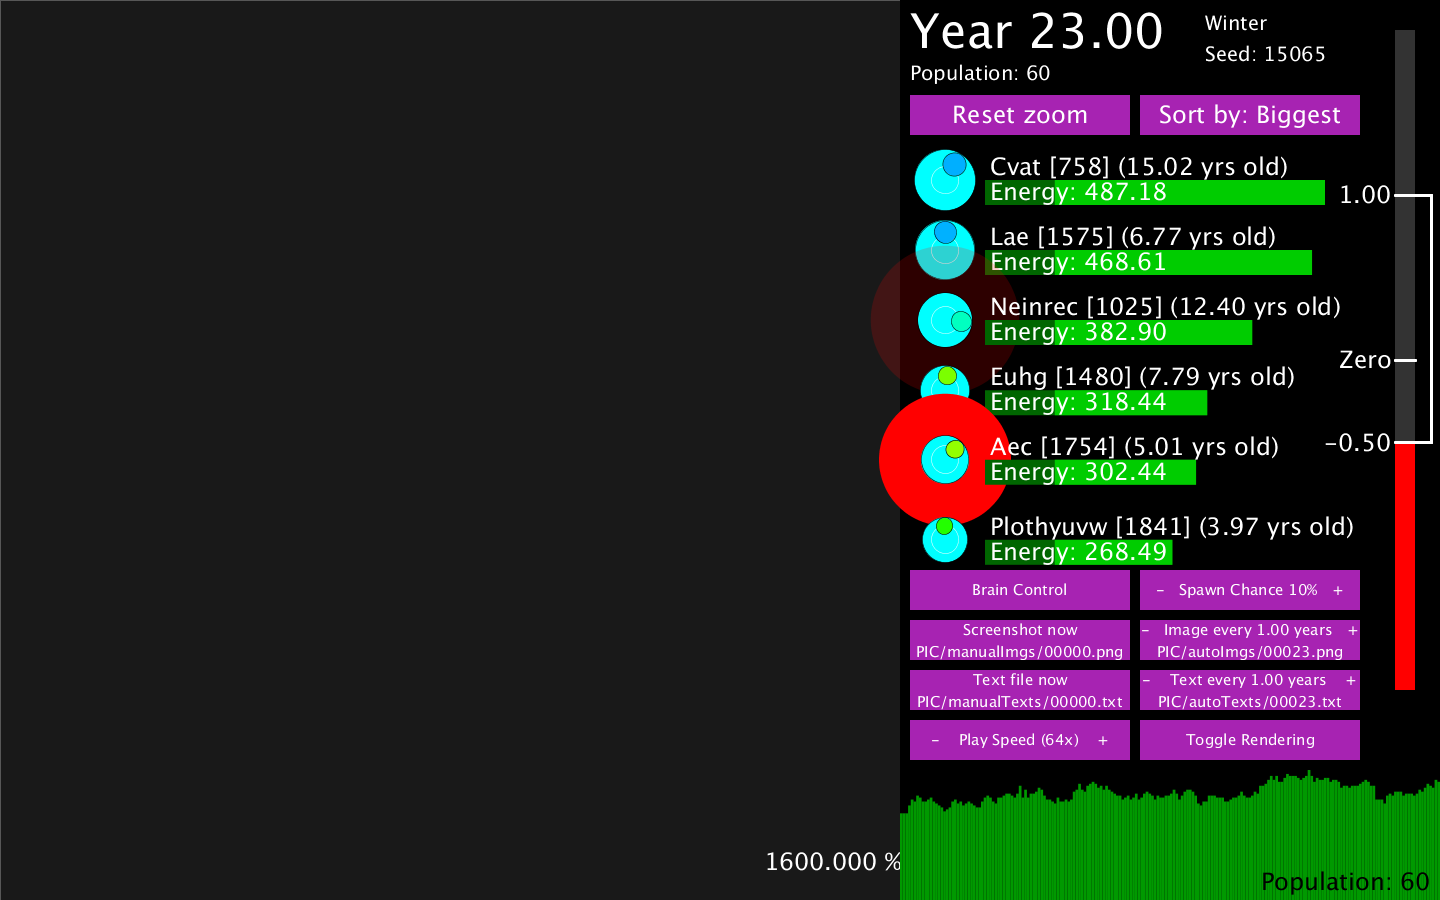 Year 23.00
Winter
Seed: 15065
Population: 60
Reset zoom
Sort by: Biggest
Cvat [758] (15.02 yrs old)
Energy: 487.18
1.00
Lae [1575] (6.77 yrs old)
Energy: 468.61
Neinrec [1025] (12.40 yrs old)
Energy: 382.90
Zero
Euhg [1480] (7.79 yrs old)
Energy: 318.44
Aec [1754] (5.01 yrs old)
-0.50
Energy: 302.44
Plothyuvw [1841] (3.97 yrs old)
Energy: 268.49
Brain Control
- Spawn Chance 10% +
Screenshot now
PIC/manualImgs/00000.png
- Image every 1.00 years +
PIC/autoImgs/00023.png
Text file now
PIC/manualTexts/00000.txt
- Text every 1.00 years +
PIC/autoTexts/00023.txt
- Play Speed (64x) +
Toggle Rendering
1600.000 %
Population: 60